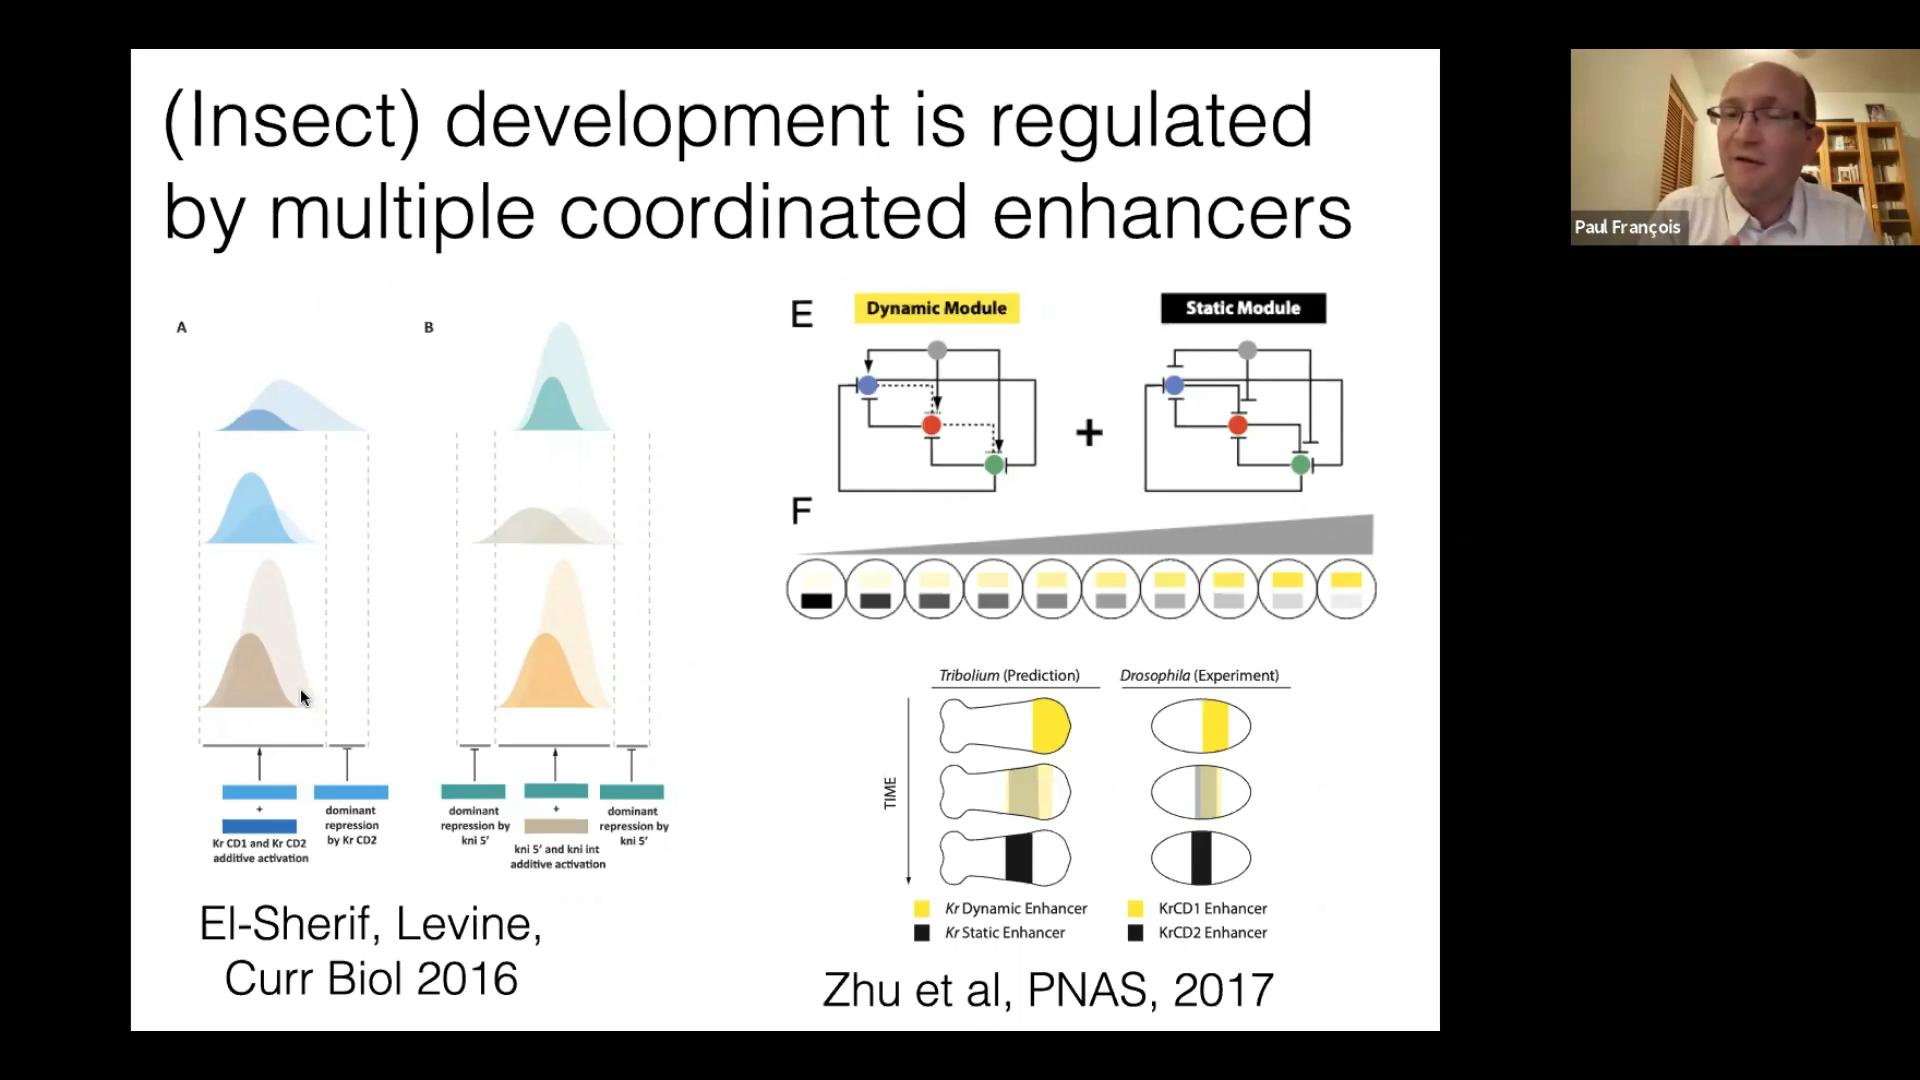 (Insect) development is regulated
by multiple coordinated enhancers
Paul François
A
B
dominant
repression
by Kr CD2
+
Kr CD1 and Kr CD2
additive activation
dominant
repression by
kni 5′
+
kni 5′ and kni int
additive activation
dominant
repression by
kni 5′
El-Sherif, Levine,
Curr Biol 2016
E
Dynamic Module
Static Module
+
F
Tribolium (Prediction)
Drosophila (Experiment)
TIME
Kr Dynamic Enhancer
Kr Static Enhancer
KrCD1 Enhancer
KrCD2 Enhancer
Zhu et al, PNAS, 2017